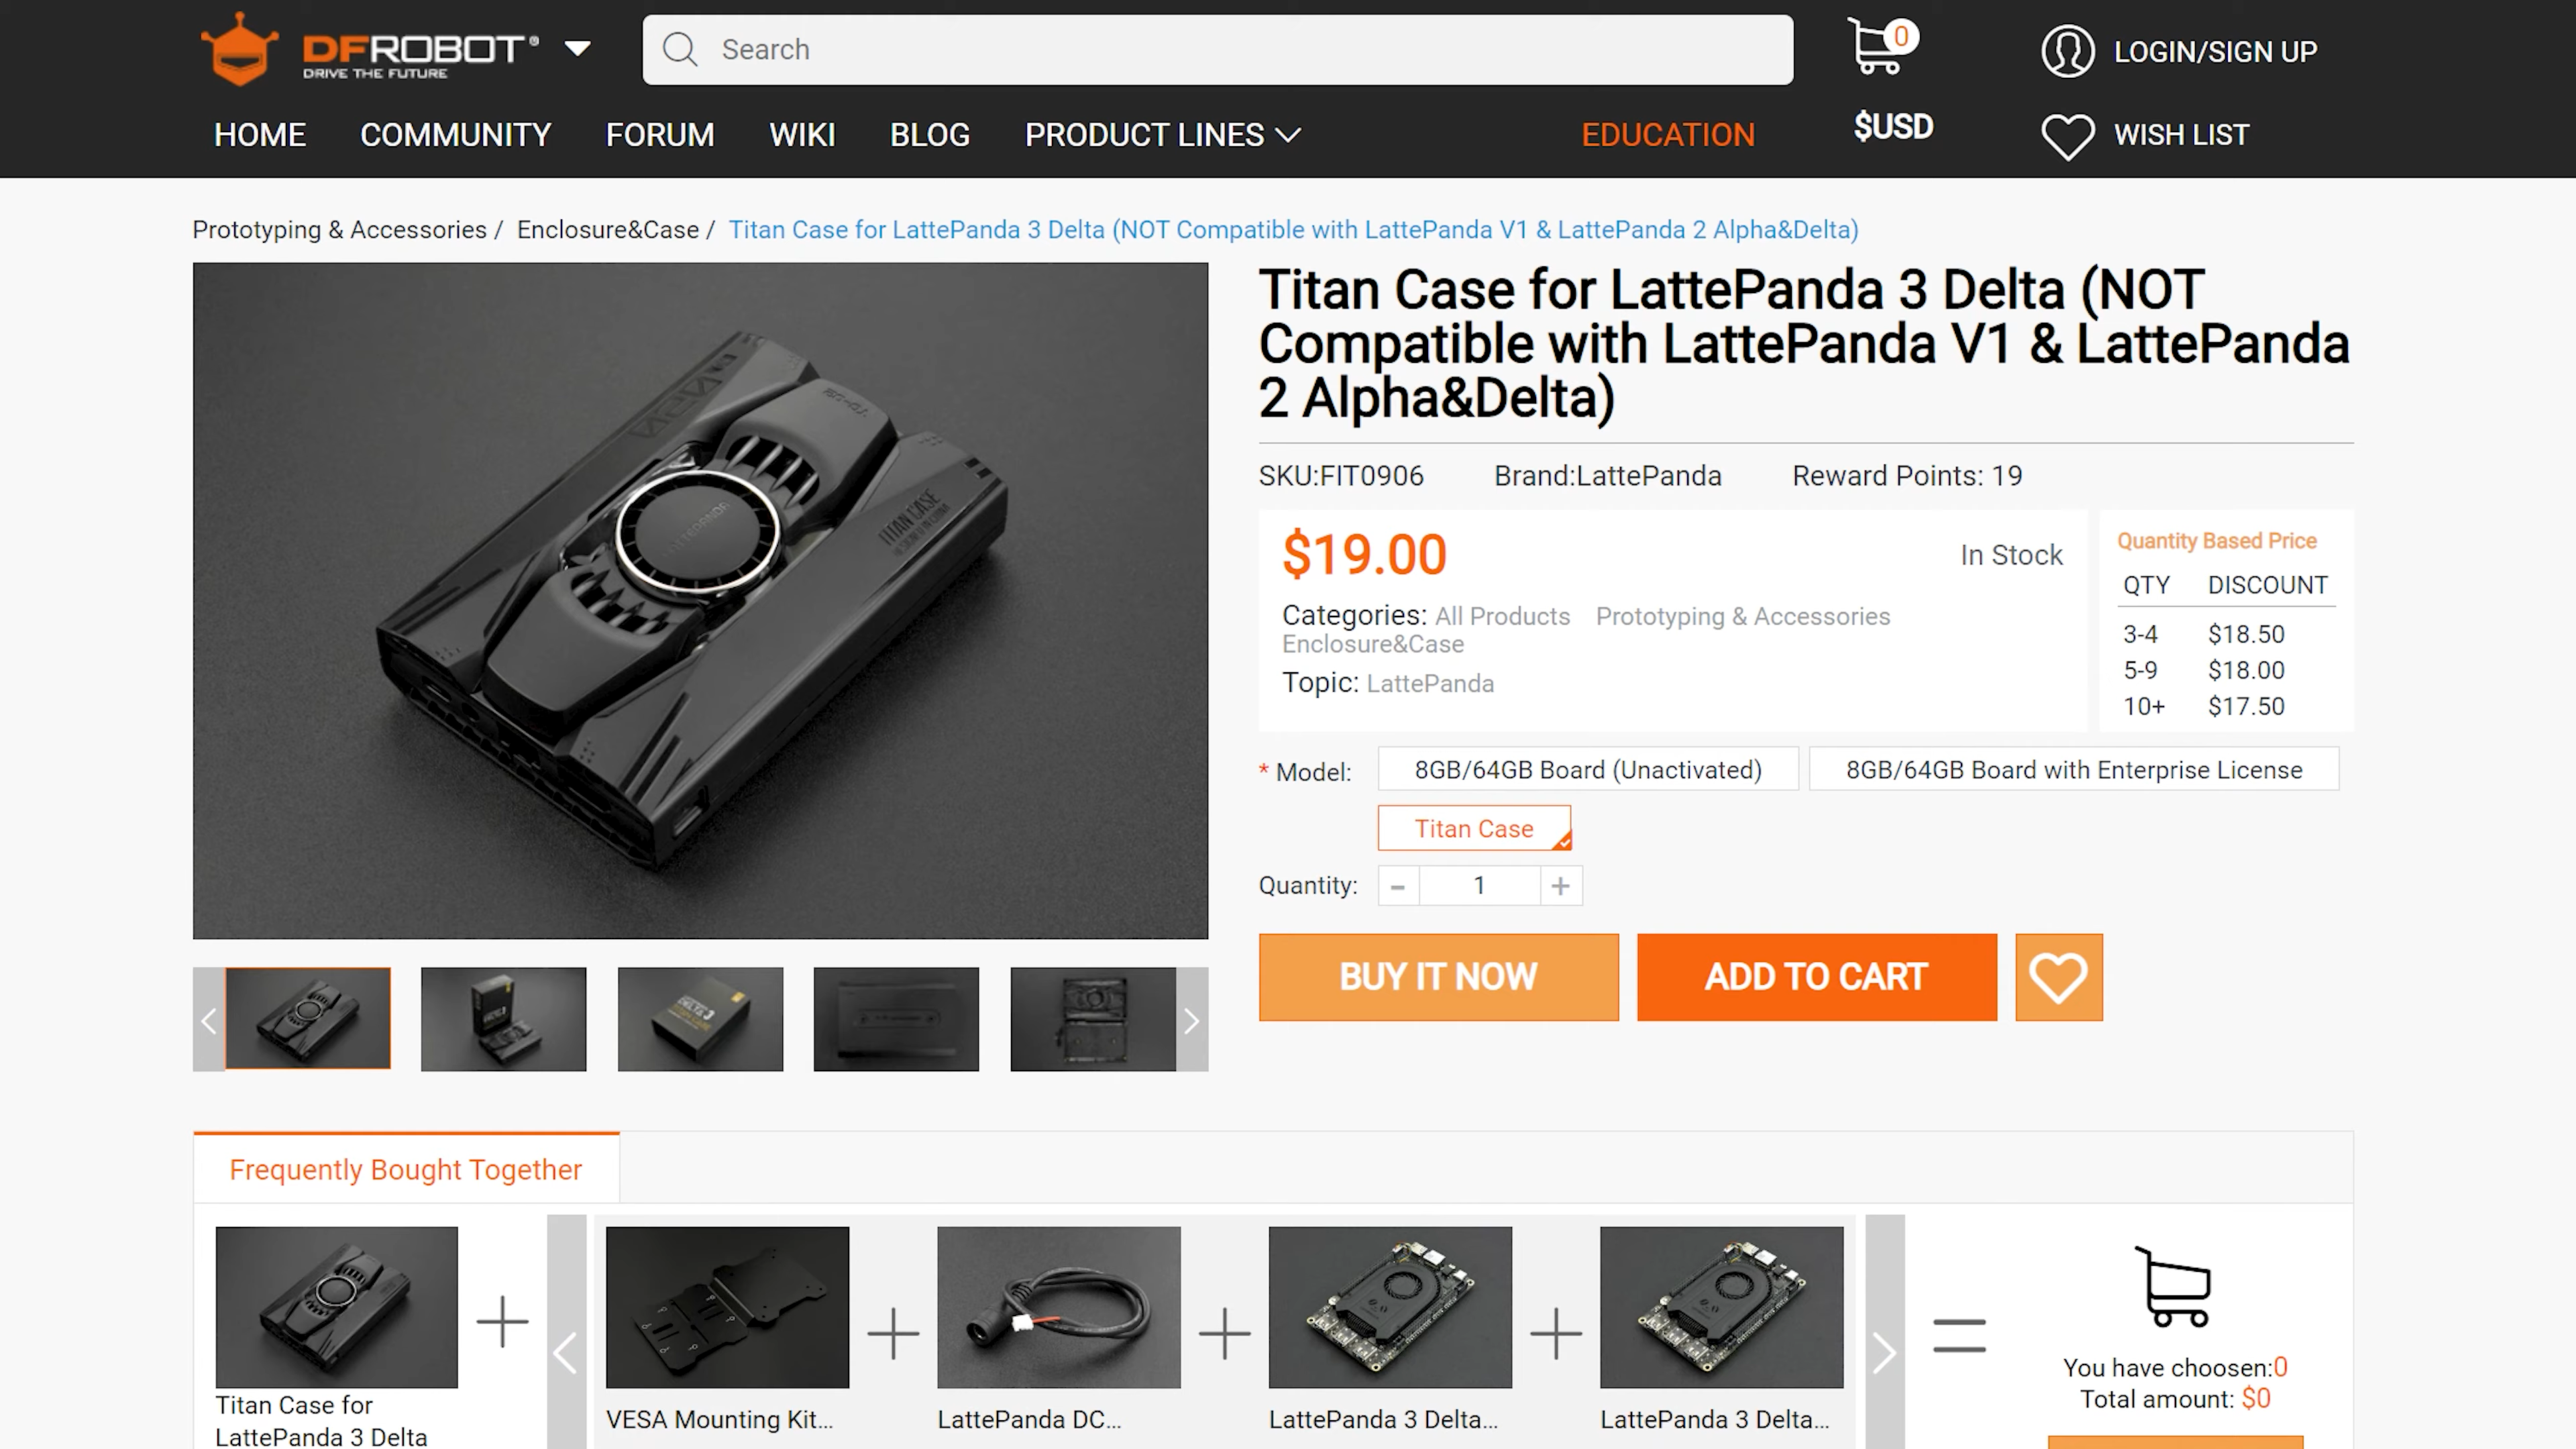 DFROBOT
DRIVE THE FUTURE
Search
0
LOGIN/SIGN UP
HOME
COMMUNITY
FORUM
WIKI
BLOG
PRODUCT LINES
EDUCATION
$USD
WISH LIST
Prototyping & Accessories / Enclosure&Case / Titan Case for LattePanda 3 Delta (NOT Compatible with LattePanda V1 & LattePanda 2 Alpha&Delta)
Titan Case for LattePanda 3 Delta (NOT
Compatible with LattePanda V1 & LattePanda
2 Alpha&Delta)
SKU:FIT0906
Brand:LattePanda
Reward Points: 19
$19.00
In Stock
Categories: All Products Prototyping & Accessories
Enclosure&Case
Topic: LattePanda
Quantity Based Price
QTY DISCOUNT
3-4 $18.50
5-9 $18.00
10+ $17.50
* Model:
8GB/64GB Board (Unactivated)
8GB/64GB Board with Enterprise License
Titan Case
Quantity:
- 1 +
BUY IT NOW
ADD TO CART
TITAN CASE
LATTEPANDA
Frequently Bought Together
Titan Case for
LattePanda 3 Delta
VESA Mounting Kit...
LattePanda DC...
LattePanda 3 Delta...
LattePanda 3 Delta...
You have choosen:0
Total amount: $0